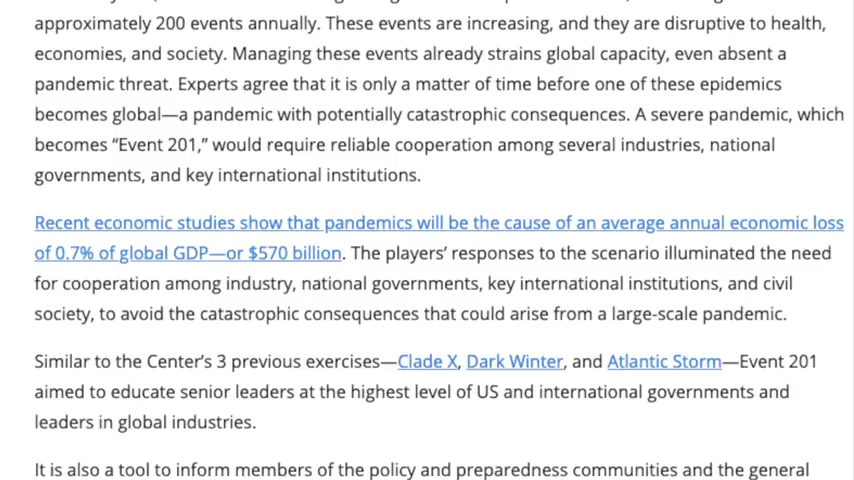 approximately 200 events annually. These events are increasing, and they are disruptive to health,
economies, and society. Managing these events already strains global capacity, even absent a
pandemic threat. Experts agree that it is only a matter of time before one of these epidemics
becomes global—a pandemic with potentially catastrophic consequences. A severe pandemic, which
becomes “Event 201,” would require reliable cooperation among several industries, national
governments, and key international institutions.
Recent economic studies show that pandemics will be the cause of an average annual economic loss
of 0.7% of global GDP—or $570 billion. The players’ responses to the scenario illuminated the need
for cooperation among industry, national governments, key international institutions, and civil
society, to avoid the catastrophic consequences that could arise from a large-scale pandemic.
Similar to the Center’s 3 previous exercises—Clade X, Dark Winter, and Atlantic Storm—Event 201
aimed to educate senior leaders at the highest level of US and international governments and
leaders in global industries.
It is also a tool to inform members of the policy and preparedness communities and the general